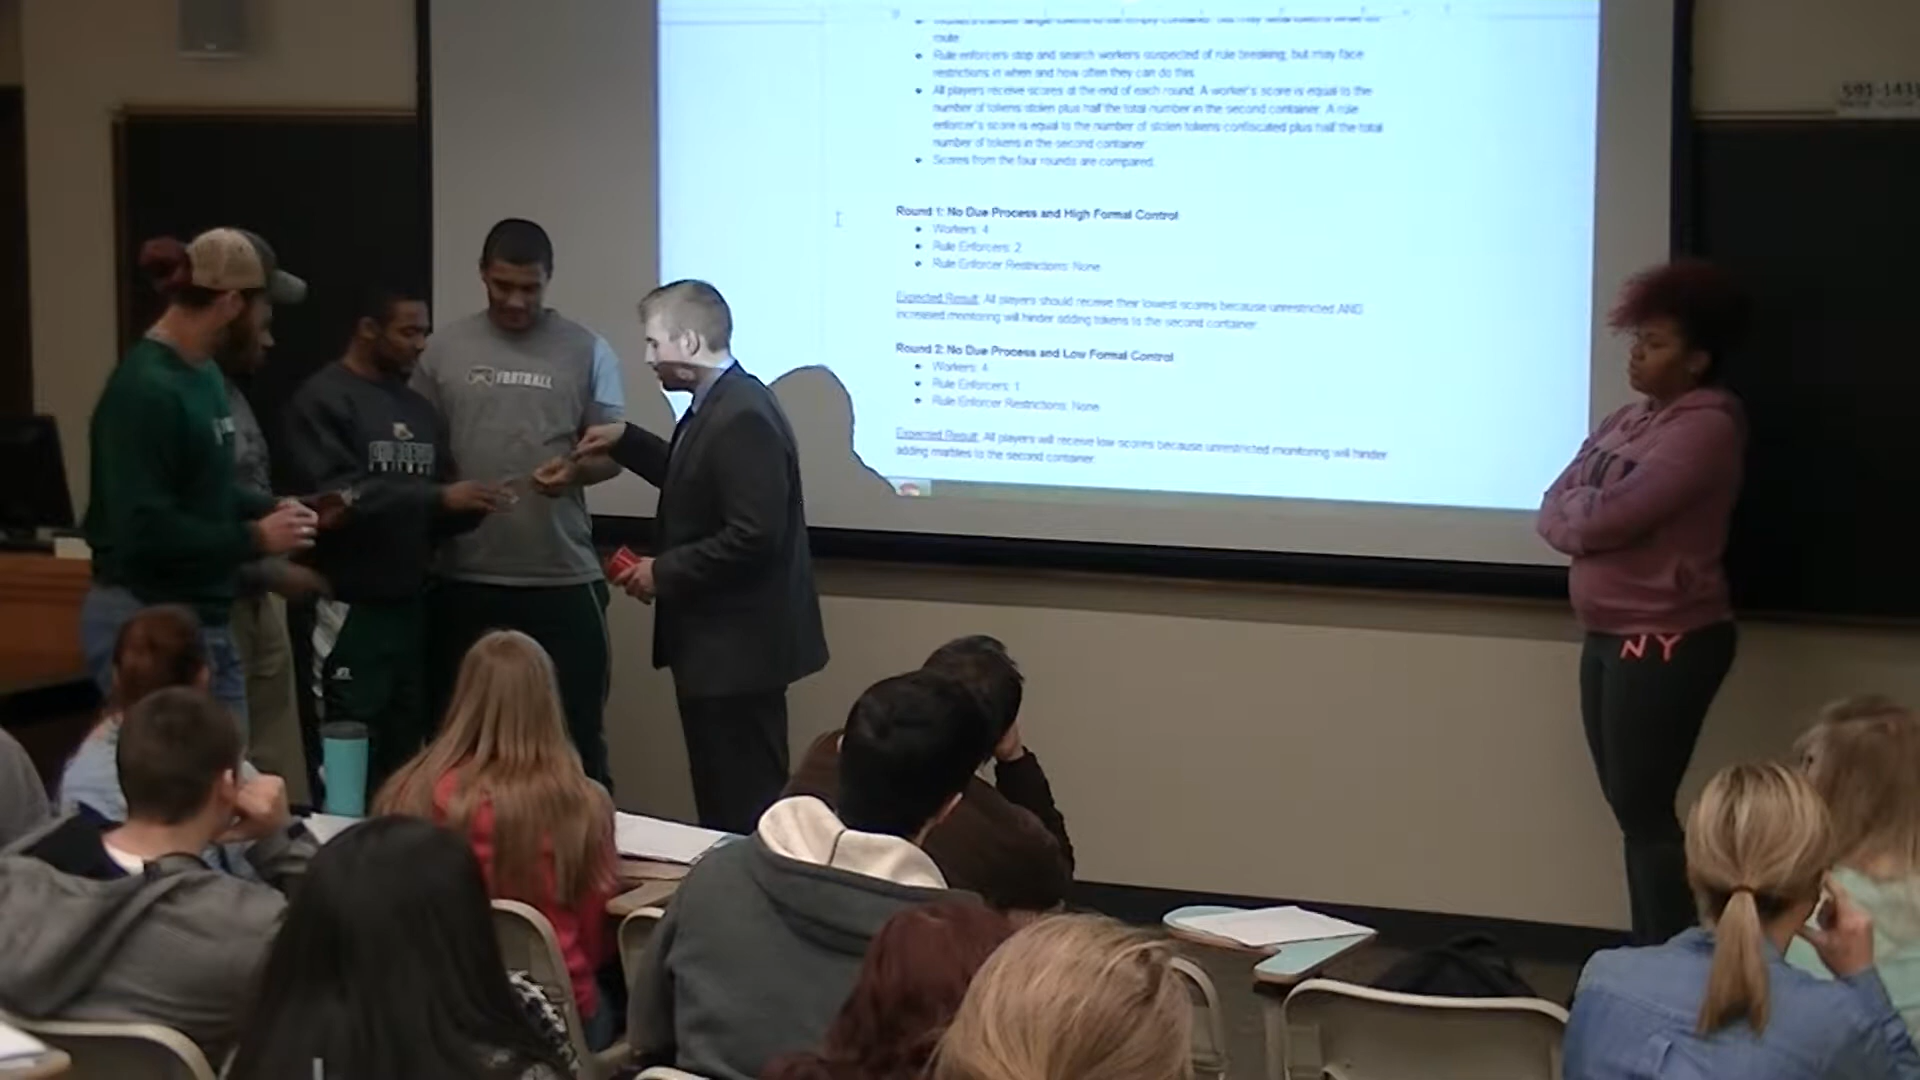 route.
Rule enforcers stop and search workers suspected of rule breaking, but may face
restrictions in when and how often they can do this.
All players receive scores at the end of each round. A worker's score is equal to the
number of tokens stolen plus half the total number in the second container. A rule
enforcer's score is equal to the number of stolen tokens confiscated plus half the total
number of tokens in the second container.
Scores from the four rounds are compared.
Round 1: No Due Process and High Formal Control
Workers: 4
Rule Enforcers: 2
Rule Enforcer Restrictions: None
Expected Result: All players should receive their lowest scores because unrestricted AND
increased monitoring will hinder adding tokens to the second container.
Round 2: No Due Process and Low Formal Control
Workers: 4
Rule Enforcers: 1
Rule Enforcer Restrictions: None
Expected Result: All players will receive low scores because unrestricted monitoring will hinder
adding marbles to the second container.
FOOTBALL
NY